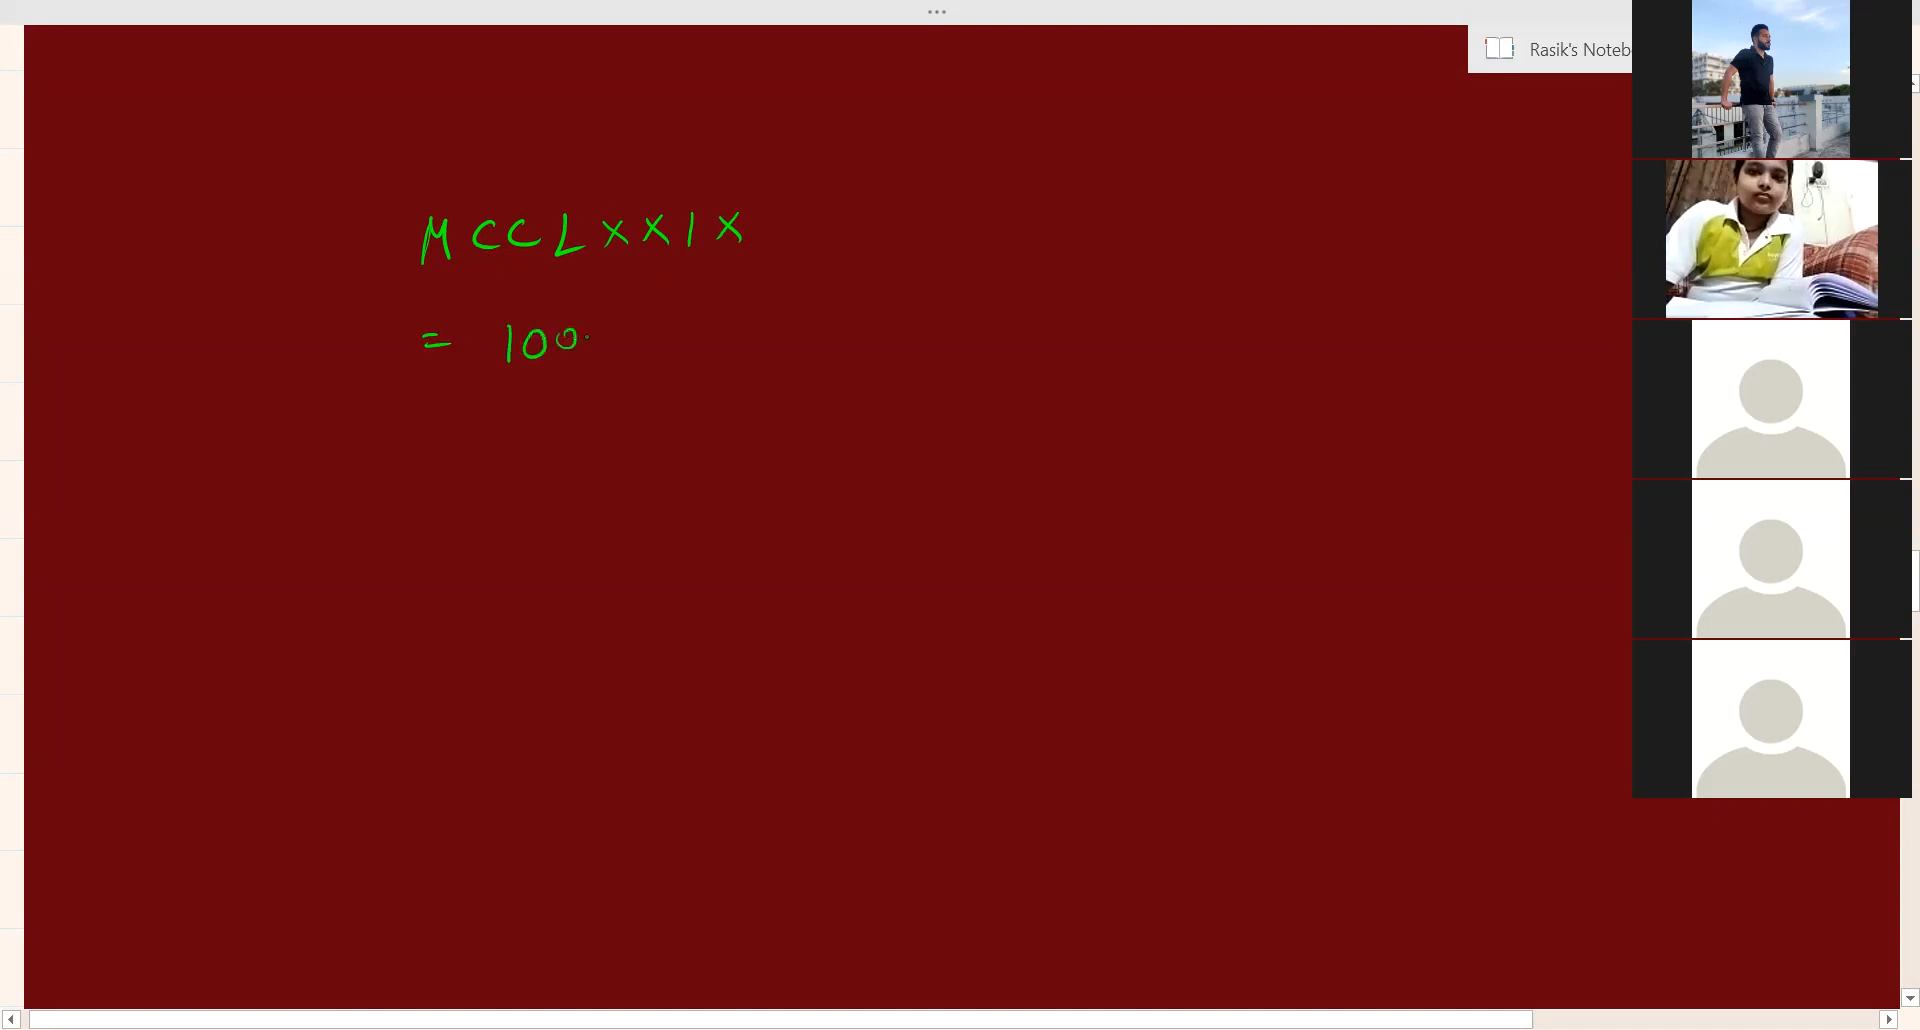 Rasik's Noteb
MCCLXXIX
= 100